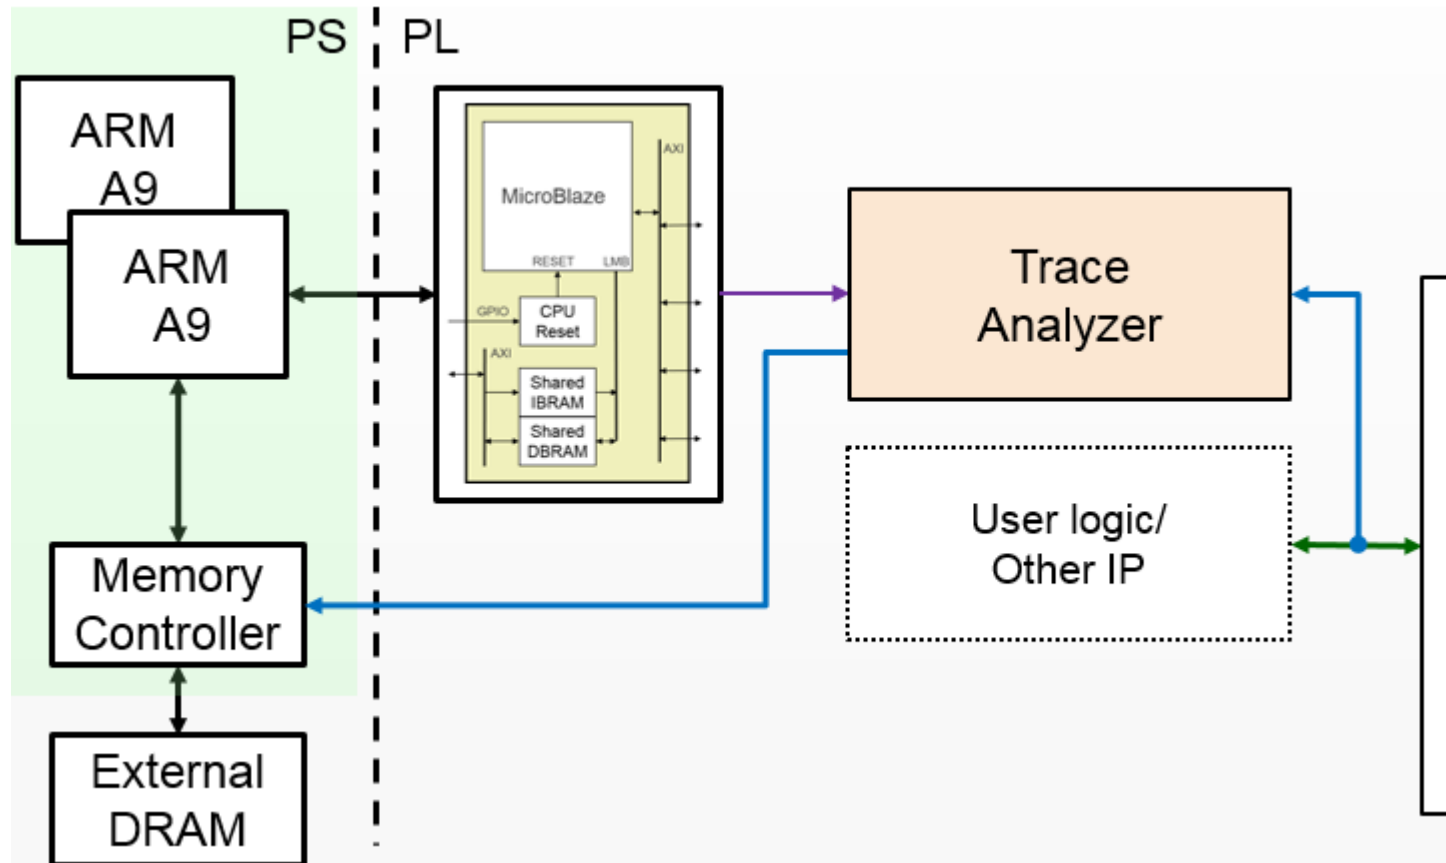 PS
PL
ARM
A9
ARM
A9
Memory
Controller
External
DRAM
MicroBlaze
RESET
LMB
AXI
GPIO
CPU
Reset
AXI
Shared
IBRAM
Shared
DBRAM
Trace
Analyzer
User logic/
Other IP